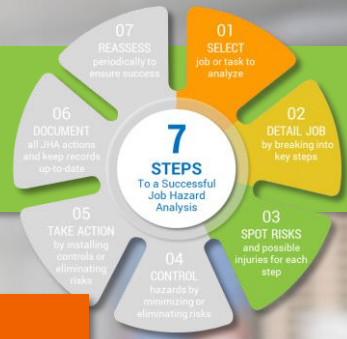 7
STEPS
To a Successful
Job Hazard
Analysis
01
SELECT
job or task to
analyze
02
DETAIL JOB
by breaking into
key steps
03
SPOT RISKS
and possible
injuries for each
step
04
CONTROL
hazards by
minimizing or
eliminating risks
05
TAKE ACTION
by installing
controls or
eliminating
risks
06
DOCUMENT
all JHA actions
and keep records
up-to-date
07
REASSESS
periodically to
ensure success